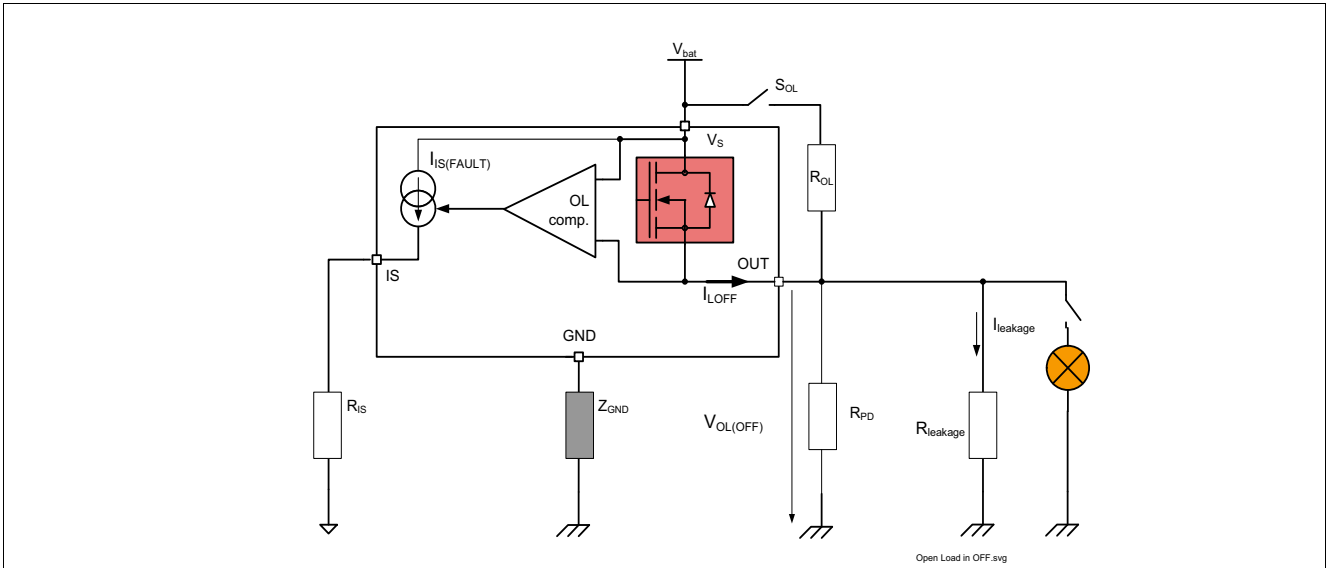 Vbat
SOL
VS
IIS(FAULT)
ROL
OL
comp.
OUT
IS
ILOFF
GND
Ileakage
RIS
ZGND
VOL(OFF)
RPD
Rleakage
Open Load in OFF.svg